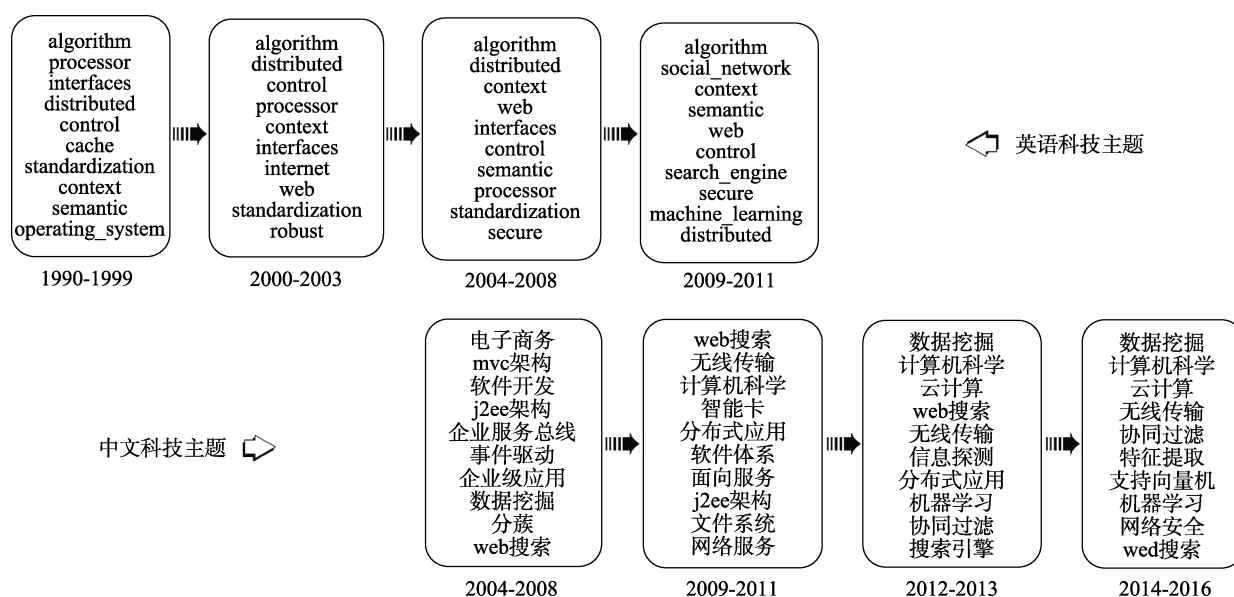 algorithm
processor
interfaces
distributed
control
cache
standardization
context
semantic
operating_system
1990-1999
algorithm
distributed
control
processor
context
interfaces
internet
web
standardization
robust
2000-2003
algorithm
distributed
context
web
interfaces
control
semantic
processor
standardization
secure
2004-2008
algorithm
social_network
context
semantic
web
control
search_engine
secure
machine_learning
distributed
2009-2011
英语科技主题
中文科技主题
电子商务
mvc架构
软件开发
j2ee架构
企业服务总线
事件驱动
企业级应用
数据挖掘
分蔟
web搜索
2004-2008
web搜索
无线传输
计算机科学
智能卡
分布式应用
软件体系
面向服务
j2ee架构
文件系统
网络服务
2009-2011
数据挖掘
计算机科学
云计算
web搜索
无线传输
信息探测
分布式应用
机器学习
协同过滤
搜索引擎
2012-2013
数据挖掘
计算机科学
云计算
无线传输
协同过滤
特征提取
支持向量机
机器学习
网络安全
wed搜索
2014-2016